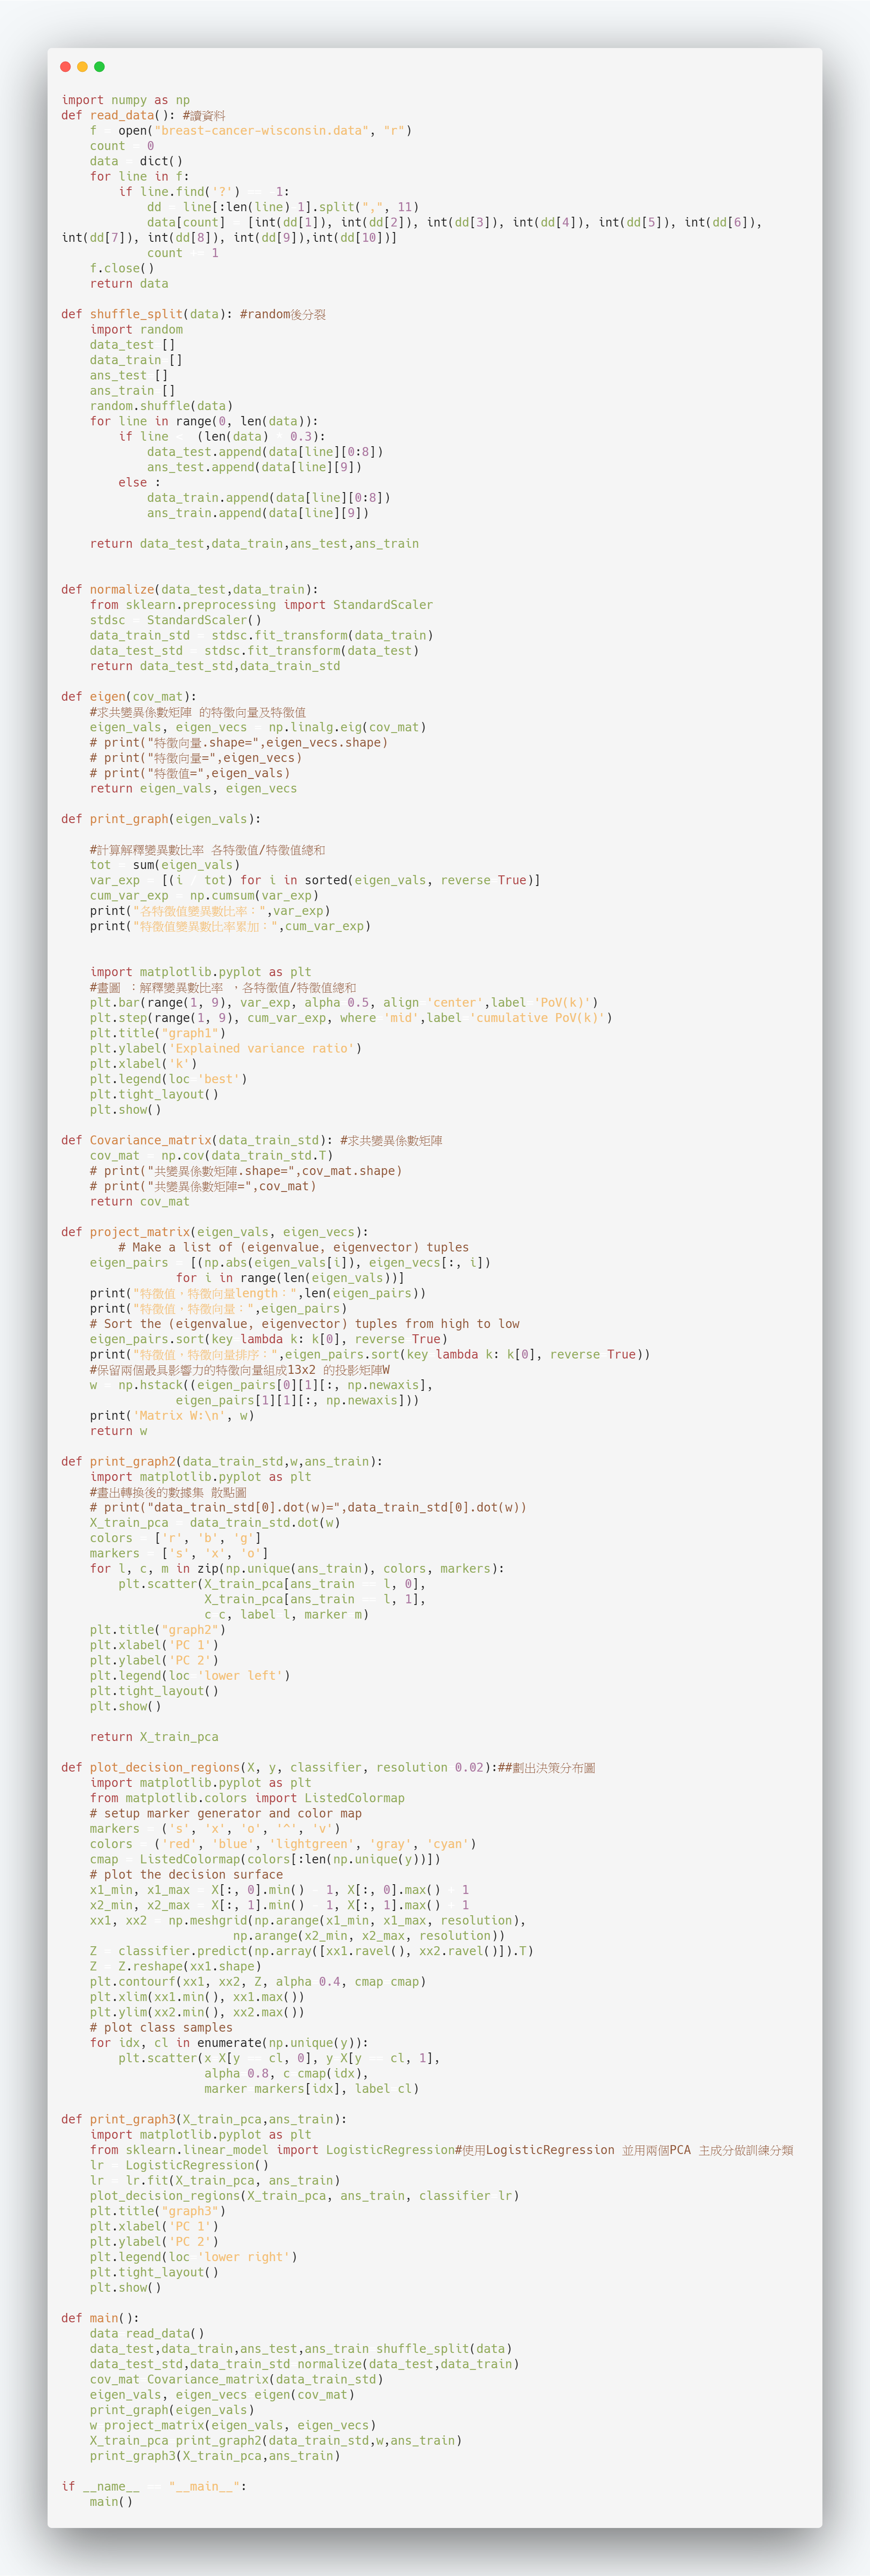 import numpy as np
def read_data(): #讀資料
f open("breast-cancer-wisconsin.data", "r")
count 0
data dict()
for line in f:
if line.find('?') 1:
dd line[:len(line) 1].split(",", 11)
data[count] [int(dd[1]), int(dd[2]), int(dd[3]), int(dd[4]), int(dd[5]), int(dd[6]),
int(dd[7]), int(dd[8]), int(dd[9]),int(dd[10])]
count 1
f.close()
return data
def shuffle_split(data): #random後分裂
import random
data_test []
data_train []
ans_test []
ans_train []
random.shuffle(data)
for line in range(0, len(data)):
if line (len(data) 0.3):
data_test.append(data[line][0:8])
ans_test.append(data[line][9])
else :
data_train.append(data[line][0:8])
ans_train.append(data[line][9])
return data_test,data_train,ans_test,ans_train
def normalize(data_test,data_train):
from sklearn.preprocessing import StandardScaler
stdsc StandardScaler()
data_train_std stdsc.fit_transform(data_train)
data_test_std stdsc.fit_transform(data_test)
return data_test_std,data_train_std
def eigen(cov_mat):
#求共變異係數矩陣 的特徵向量及特徵值
eigen_vals, eigen_vecs np.linalg.eig(cov_mat)
# print("特徵向量.shape=",eigen_vecs.shape)
# print("特徵向量=",eigen_vecs)
# print("特徵值=",eigen_vals)
return eigen_vals, eigen_vecs
def print_graph(eigen_vals):
#計算解釋變異數比率 各特徵值/特徵值總和
tot sum(eigen_vals)
var_exp [(i tot) for i in sorted(eigen_vals, reverse True)]
cum_var_exp np.cumsum(var_exp)
print("各特徵值變異數比率：",var_exp)
print("特徵值變異數比率累加：",cum_var_exp)
import matplotlib.pyplot as plt
#畫圖 ：解釋變異數比率 ，各特徵值/特徵值總和
plt.bar(range(1, 9), var_exp, alpha 0.5, align 'center',label 'PoV(k)')
plt.step(range(1, 9), cum_var_exp, where 'mid',label 'cumulative PoV(k)')
plt.title("graph1")
plt.ylabel('Explained variance ratio')
plt.xlabel('k')
plt.legend(loc 'best')
plt.tight_layout()
plt.show()
def Covariance_matrix(data_train_std): #求共變異係數矩陣
cov_mat np.cov(data_train_std.T)
# print("共變異係數矩陣.shape=",cov_mat.shape)
# print("共變異係數矩陣=",cov_mat)
return cov_mat
def project_matrix(eigen_vals, eigen_vecs):
# Make a list of (eigenvalue, eigenvector) tuples
eigen_pairs [(np.abs(eigen_vals[i]), eigen_vecs[:, i])
for i in range(len(eigen_vals))]
print("特徵值，特徵向量length：",len(eigen_pairs))
print("特徵值，特徵向量：",eigen_pairs)
# Sort the (eigenvalue, eigenvector) tuples from high to low
eigen_pairs.sort(key lambda k: k[0], reverse True)
print("特徵值，特徵向量排序：",eigen_pairs.sort(key lambda k: k[0], reverse True))
#保留兩個最具影響力的特徵向量組成13x2 的投影矩陣W
w np.hstack((eigen_pairs[0][1][:, np.newaxis],
eigen_pairs[1][1][:, np.newaxis]))
print('Matrix W:\n', w)
return w
def print_graph2(data_train_std,w,ans_train):
import matplotlib.pyplot as plt
#畫出轉換後的數據集 散點圖
# print("data_train_std[0].dot(w)=",data_train_std[0].dot(w))
X_train_pca data_train_std.dot(w)
colors ['r', 'b', 'g']
markers ['s', 'x', 'o']
for l, c, m in zip(np.unique(ans_train), colors, markers):
plt.scatter(X_train_pca[ans_train l, 0],
X_train_pca[ans_train l, 1],
c c, label l, marker m)
plt.title("graph2")
plt.xlabel('PC 1')
plt.ylabel('PC 2')
plt.legend(loc 'lower left')
plt.tight_layout()
plt.show()
return X_train_pca
def plot_decision_regions(X, y, classifier, resolution 0.02):##劃出決策分布圖
import matplotlib.pyplot as plt
from matplotlib.colors import ListedColormap
# setup marker generator and color map
markers ('s', 'x', 'o', '^', 'v')
colors ('red', 'blue', 'lightgreen', 'gray', 'cyan')
cmap ListedColormap(colors[:len(np.unique(y))])
# plot the decision surface
x1_min, x1_max X[:, 0].min() 1, X[:, 0].max() 1
x2_min, x2_max X[:, 1].min() 1, X[:, 1].max() 1
xx1, xx2 np.meshgrid(np.arange(x1_min, x1_max, resolution),
np.arange(x2_min, x2_max, resolution))
Z classifier.predict(np.array([xx1.ravel(), xx2.ravel()]).T)
Z Z.reshape(xx1.shape)
plt.contourf(xx1, xx2, Z, alpha 0.4, cmap cmap)
plt.xlim(xx1.min(), xx1.max())
plt.ylim(xx2.min(), xx2.max())
# plot class samples
for idx, cl in enumerate(np.unique(y)):
plt.scatter(x X[y cl, 0], y X[y cl, 1],
alpha 0.8, c cmap(idx),
marker markers[idx], label cl)
def print_graph3(X_train_pca,ans_train):
import matplotlib.pyplot as plt
from sklearn.linear_model import LogisticRegression#使用LogisticRegression 並用兩個PCA 主成分做訓練分類
lr LogisticRegression()
lr lr.fit(X_train_pca, ans_train)
plot_decision_regions(X_train_pca, ans_train, classifier lr)
plt.title("graph3")
plt.xlabel('PC 1')
plt.ylabel('PC 2')
plt.legend(loc 'lower right')
plt.tight_layout()
plt.show()
def main():
data read_data()
data_test,data_train,ans_test,ans_train shuffle_split(data)
data_test_std,data_train_std normalize(data_test,data_train)
cov_mat Covariance_matrix(data_train_std)
eigen_vals, eigen_vecs eigen(cov_mat)
print_graph(eigen_vals)
w project_matrix(eigen_vals, eigen_vecs)
X_train_pca print_graph2(data_train_std,w,ans_train)
print_graph3(X_train_pca,ans_train)
if __name__ "__main__":
main()